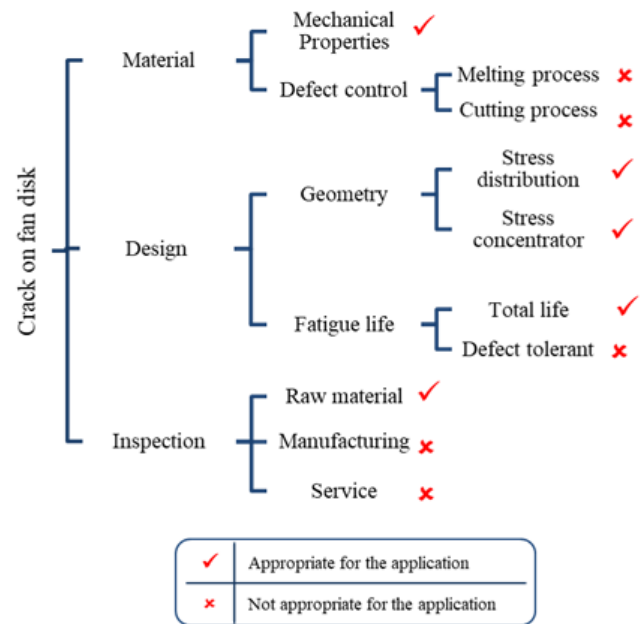 Crack on fan disk
Material
Mechanical
Properties
Defect control
Melting process
Cutting process
Design
Geometry
Stress
distribution
Stress
concentrator
Fatigue life
Total life
Defect tolerant
Inspection
Raw material
Manufacturing
Service
Appropriate for the application
Not appropriate for the application